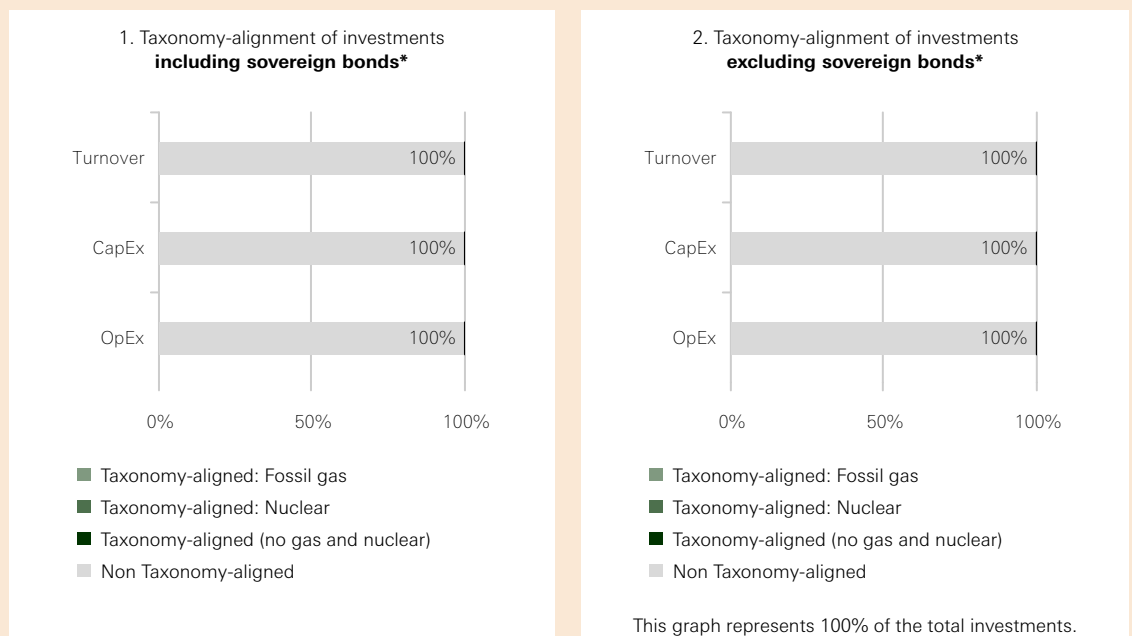 1. Taxonomy-alignment of investments
including sovereign bonds*
Turnover
100%
CapEx
100%
OpEx
100%
0%
50%
100%
Taxonomy-aligned: Fossil gas
Taxonomy-aligned: Nuclear
Taxonomy-aligned (no gas and nuclear)
Non Taxonomy-aligned
2. Taxonomy-alignment of investments
excluding sovereign bonds*
Turnover
100%
CapEx
100%
OpEx
100%
0%
50%
100%
Taxonomy-aligned: Fossil gas
Taxonomy-aligned: Nuclear
Taxonomy-aligned (no gas and nuclear)
Non Taxonomy-aligned
This graph represents 100% of the total investments.